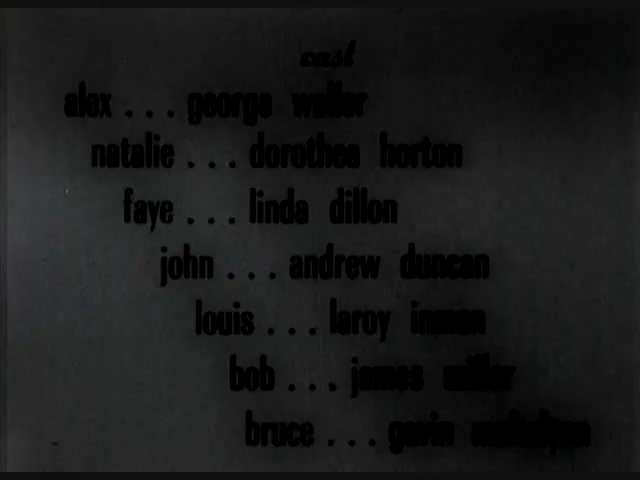 cast
alex . . . george waller
natalie . . . dorothea horton
faye . . . linda dillon
john . . . andrew duncan
louis . . . laroy inman
bob . . . james miller
bruce . . . gavin